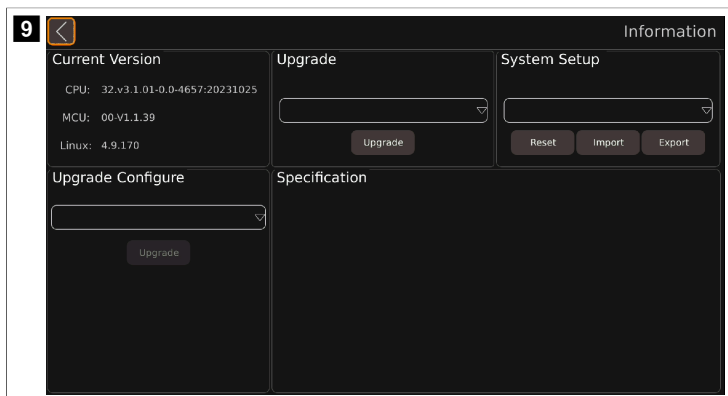 9
Information
Current Version
CPU: 32.v3.1.01-0.0-4657:20231025
MCU: 00-V1.1.39
Linux: 4.9.170
Upgrade
Upgrade
System Setup
Reset Import Export
Upgrade Configure
Upgrade
Specification